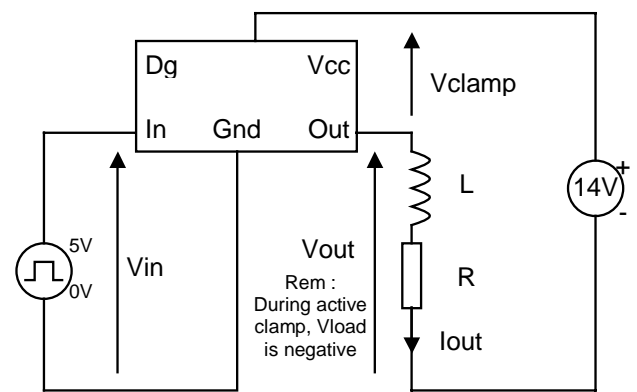 Dg Vcc
Vclamp
In Gnd Out
14V
+
-
L
5V
0V
Vin
Vout
Rem :
During active
clamp, Vload
is negative
R
Iout